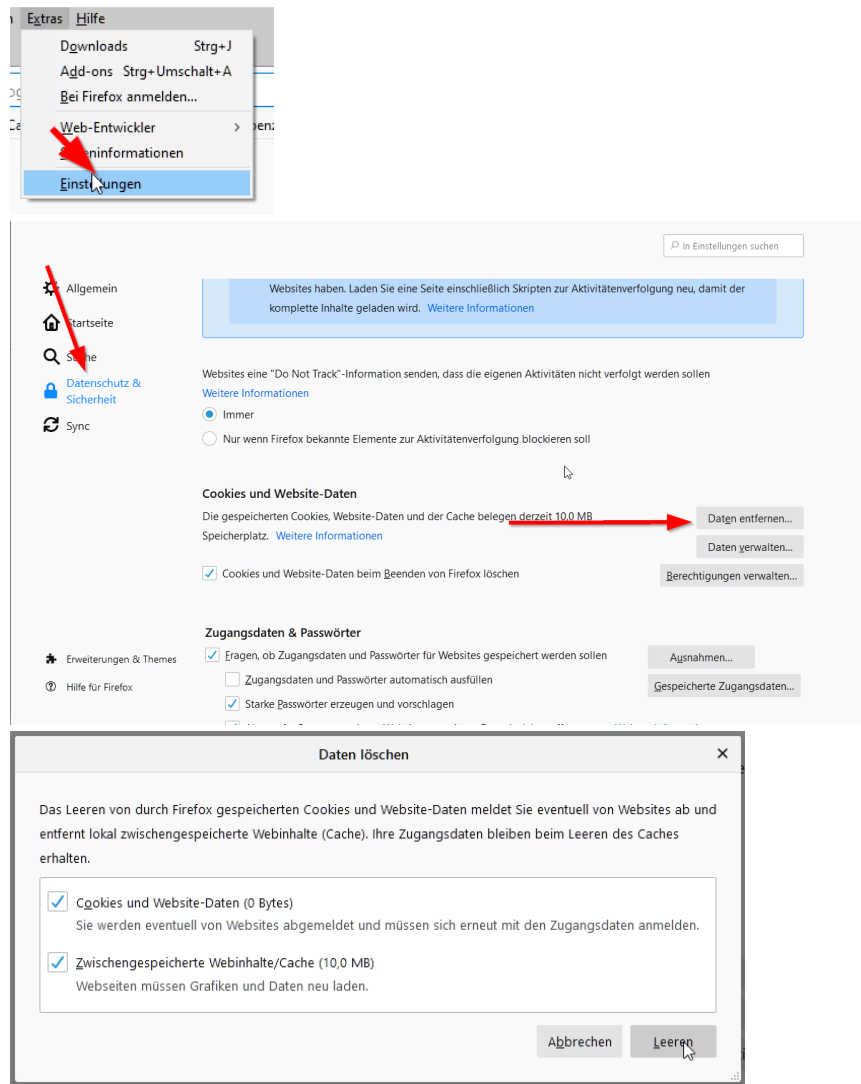 Extras Hilfe
Downloads Strg+J
Add-ons Strg+Umschalt+A
Bei Firefox anmelden...
Web-Entwickler >
Einstellungen
In Einstellungen suchen
Allgemein
Websites haben. Laden Sie eine Seite einschließlich Skripten zur Aktivitätenverfolgung neu, damit der
komplette Inhalte geladen wird. Weitere Informationen
Startseite
Suche
Websites eine "Do Not Track"-Information senden, dass die eigenen Aktivitäten nicht verfolgt werden sollen
Datenschutz &
Sicherheit
Weitere Informationen
Immer
Sync
Nur wenn Firefox bekannte Elemente zur Aktivitätenverfolgung blockieren soll
Cookies und Website-Daten
Die gespeicherten Cookies, Website-Daten und der Cache belegen derzeit 10,0 MB
Daten entfernen...
Speicherplatz. Weitere Informationen
Daten verwalten...
Cookies und Website-Daten beim Beenden von Firefox löschen
Berechtigungen verwalten...
Zugangsdaten & Passwörter
Erweiterungen & Themes
Fragen, ob Zugangsdaten und Passwörter für Websites gespeichert werden sollen
Ausnahmen...
Zugangsdaten und Passwörter automatisch ausfüllen
Hilfe für Firefox
Gespeicherte Zugangsdaten...
Starke Passwörter erzeugen und vorschlagen
Daten löschen
Das Leeren von durch Firefox gespeicherten Cookies und Website-Daten meldet Sie eventuell von Websites ab und
entfernt lokal zwischengespeicherte Webinhalte (Cache). Ihre Zugangsdaten bleiben beim Leeren des Caches
erhalten.
Cookies und Website-Daten (0 Bytes)
Sie werden eventuell von Websites abgemeldet und müssen sich erneut mit den Zugangsdaten anmelden.
Zwischengespeicherte Webinhalte/Cache (10,0 MB)
Webseiten müssen Grafiken und Daten neu laden.
Abbrechen Leeren